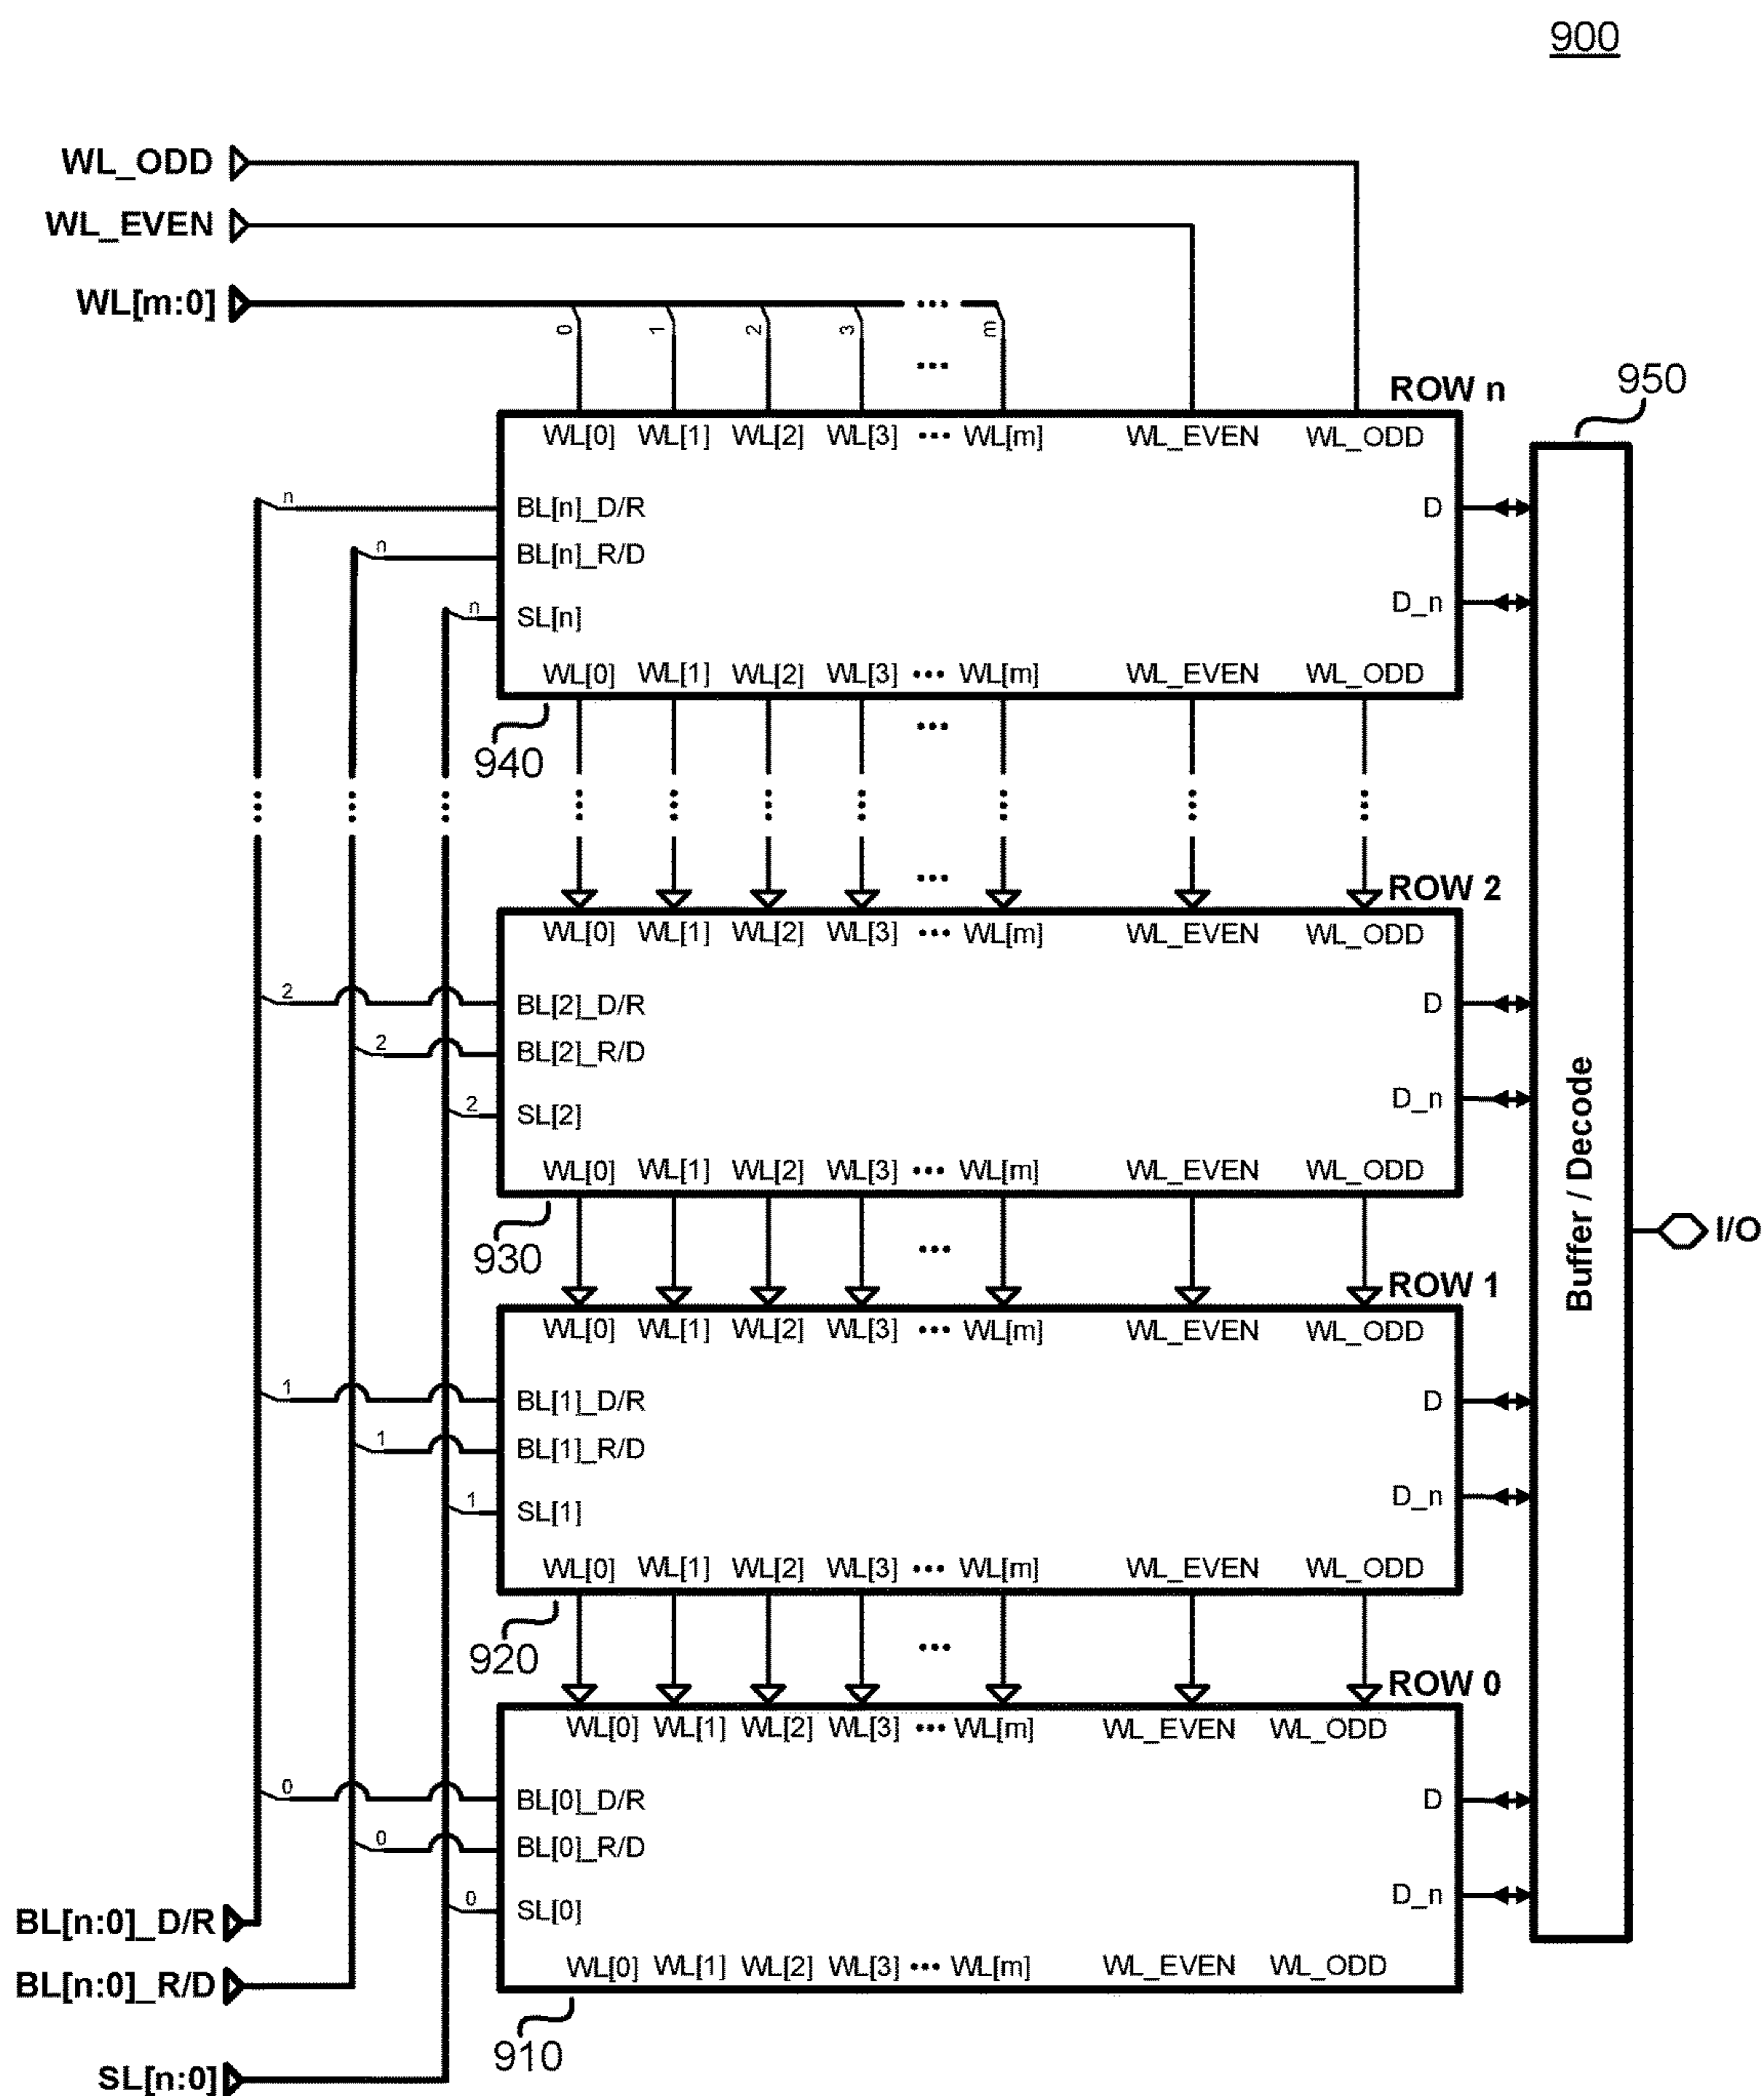 900
WL_ODD
WL_EVEN
WL[m:0]
...
0 1 2 3 m
...
ROW n
950
WL[0] WL[1] WL[2] WL[3] ... WL[m] WL_EVEN WL_ODD
n BL[n]_D/R D
n BL[n]_R/D
D_n
n SL[n]
WL[0] WL[1] WL[2] WL[3] ... WL[m] WL_EVEN WL_ODD
...
940
...
ROW 2
WL[0] WL[1] WL[2] WL[3] ... WL[m] WL_EVEN WL_ODD
2 BL[2]_D/R D
2 BL[2]_R/D
D_n
2 SL[2]
WL[0] WL[1] WL[2] WL[3] ... WL[m] WL_EVEN WL_ODD
Buffer / Decode
I/O
930
...
ROW 1
WL[0] WL[1] WL[2] WL[3] ... WL[m] WL_EVEN WL_ODD
1 BL[1]_D/R D
1 BL[1]_R/D
D_n
1 SL[1]
WL[0] WL[1] WL[2] WL[3] ... WL[m] WL_EVEN WL_ODD
920
...
ROW 0
WL[0] WL[1] WL[2] WL[3] ... WL[m] WL_EVEN WL_ODD
0 BL[0]_D/R D
0 BL[0]_R/D
D_n
0 SL[0]
BL[n:0]_D/R
WL[0] WL[1] WL[2] WL[3] ... WL[m] WL_EVEN WL_ODD
BL[n:0]_R/D
910
SL[n:0]